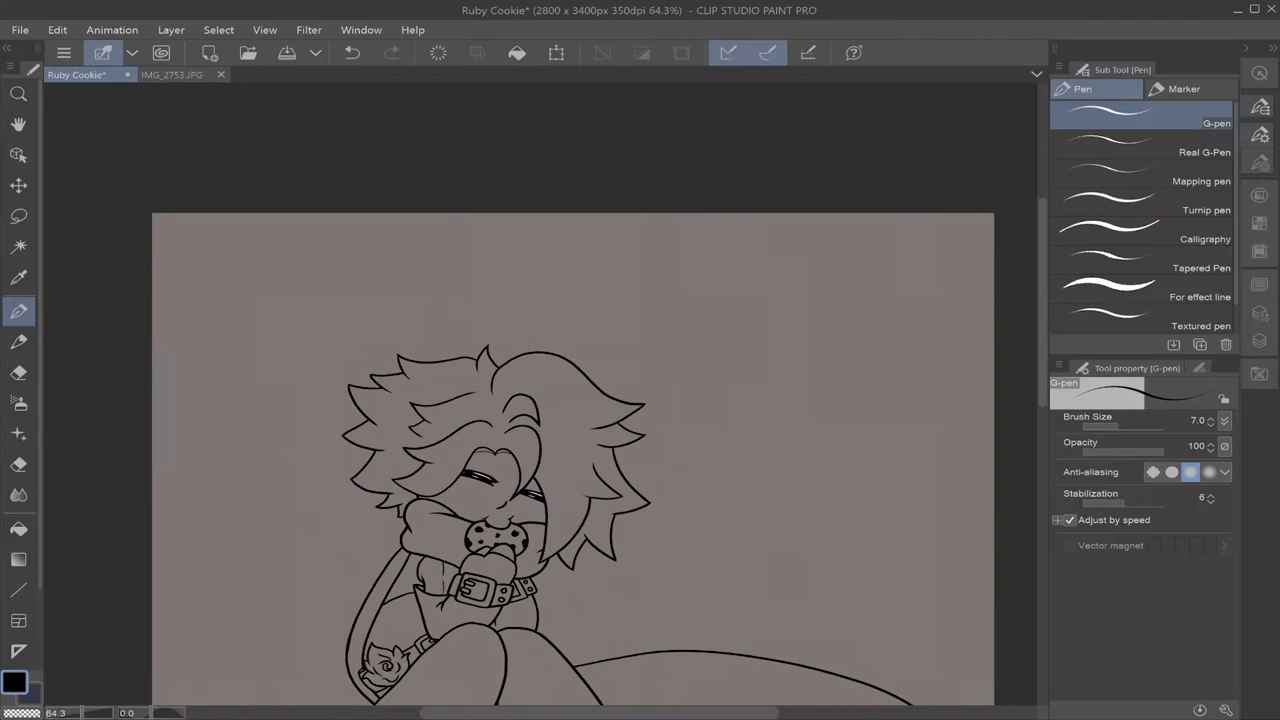 Ruby Cookie* (2800 x 3400px 350dpi 64.3%) - CLIP STUDIO PAINT PRO
File Edit Animation Layer Select View Filter Window Help
Ruby Cookie* IMG_2753.JPG
Sub Tool [Pen]
Pen Marker
G-pen
Real G-Pen
Mapping pen
Turnip pen
Calligraphy
Tapered Pen
For effect line
Textured pen
Tool property [G-pen]
G-pen
Brush Size 7.0
Opacity 100
Anti-aliasing
Stabilization 6
Adjust by speed
Vector magnet
64.3 0.0